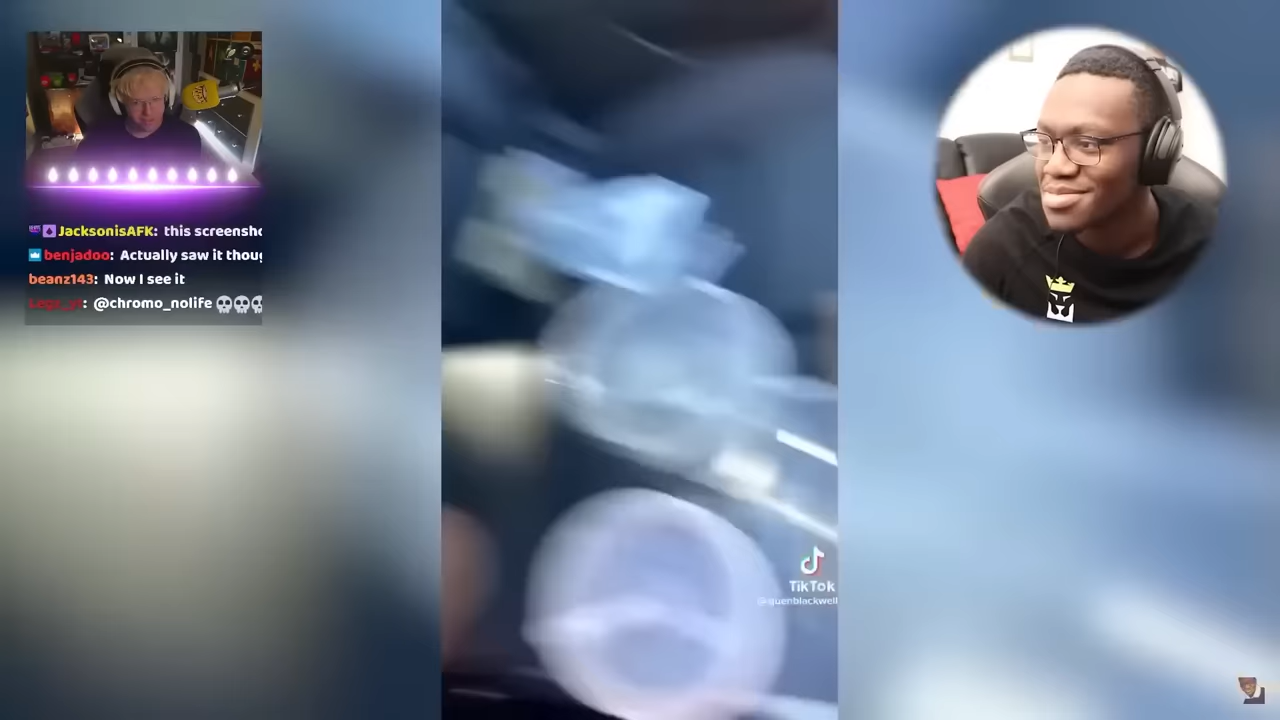 JacksonisAFK: this screensho
benjadoo: Actually saw it thoug
beanz143: Now I see it
@chromo_nolife
TikTok
@quenblackwell